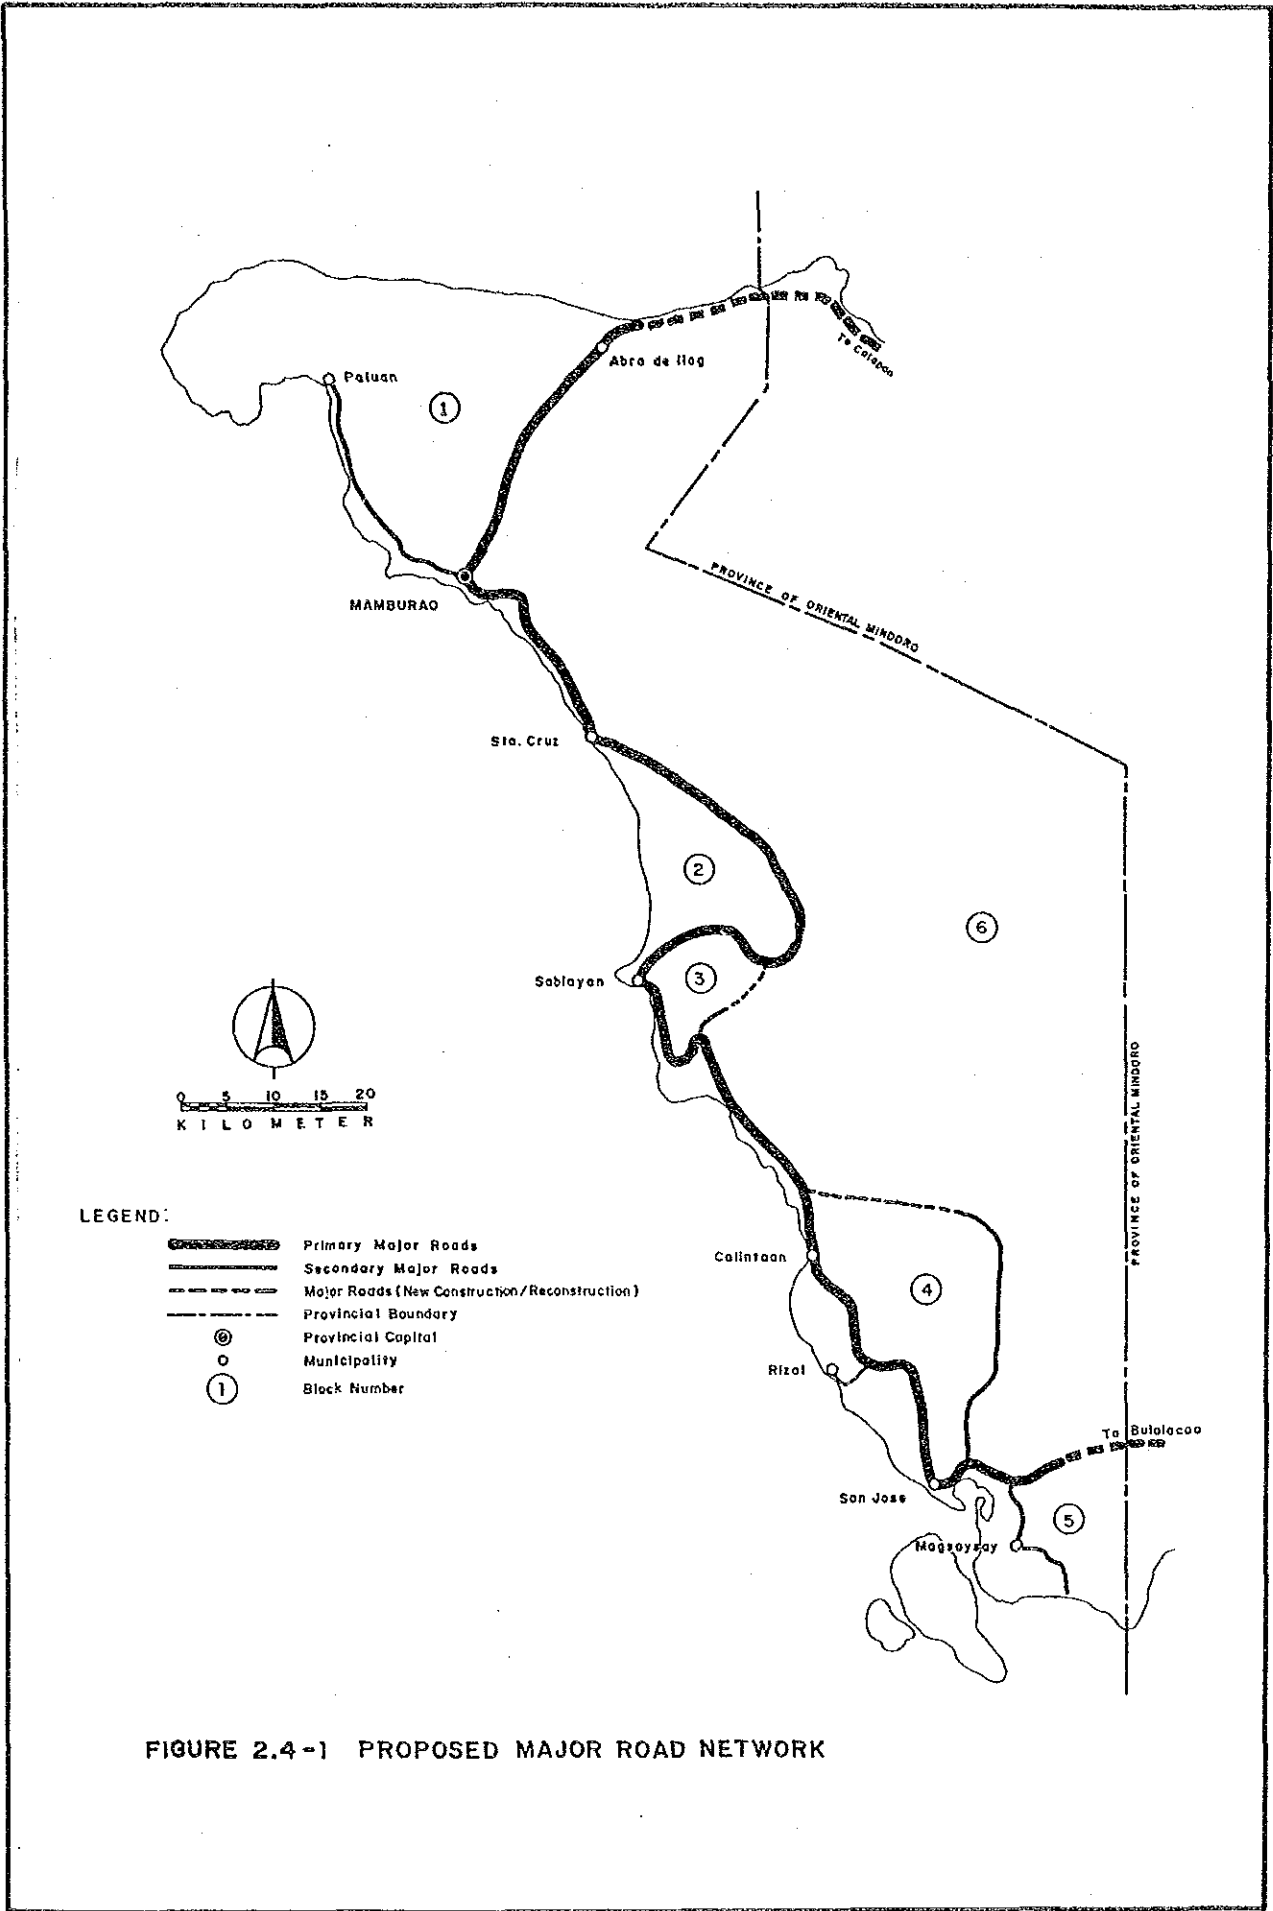 To Calapan
Abra de Ilog
Paluan
1
PROVINCE OF ORIENTAL MINDORO
MAMBURAO
Sta. Cruz
2
6
3
Sablayan
0 5 10 15 20
KILOMETER
PROVINCE OF ORIENTAL MINDORO
LEGEND:
Primary Major Roads
Secondary Major Roads
Major Roads (New Construction/Reconstruction)
Provincial Boundary
Provincial Capital
Municipality
1 Block Number
Calintaan
4
Rizal
To Bulalacao
San Jose
5
Magsaysay
FIGURE 2.4-1 PROPOSED MAJOR ROAD NETWORK